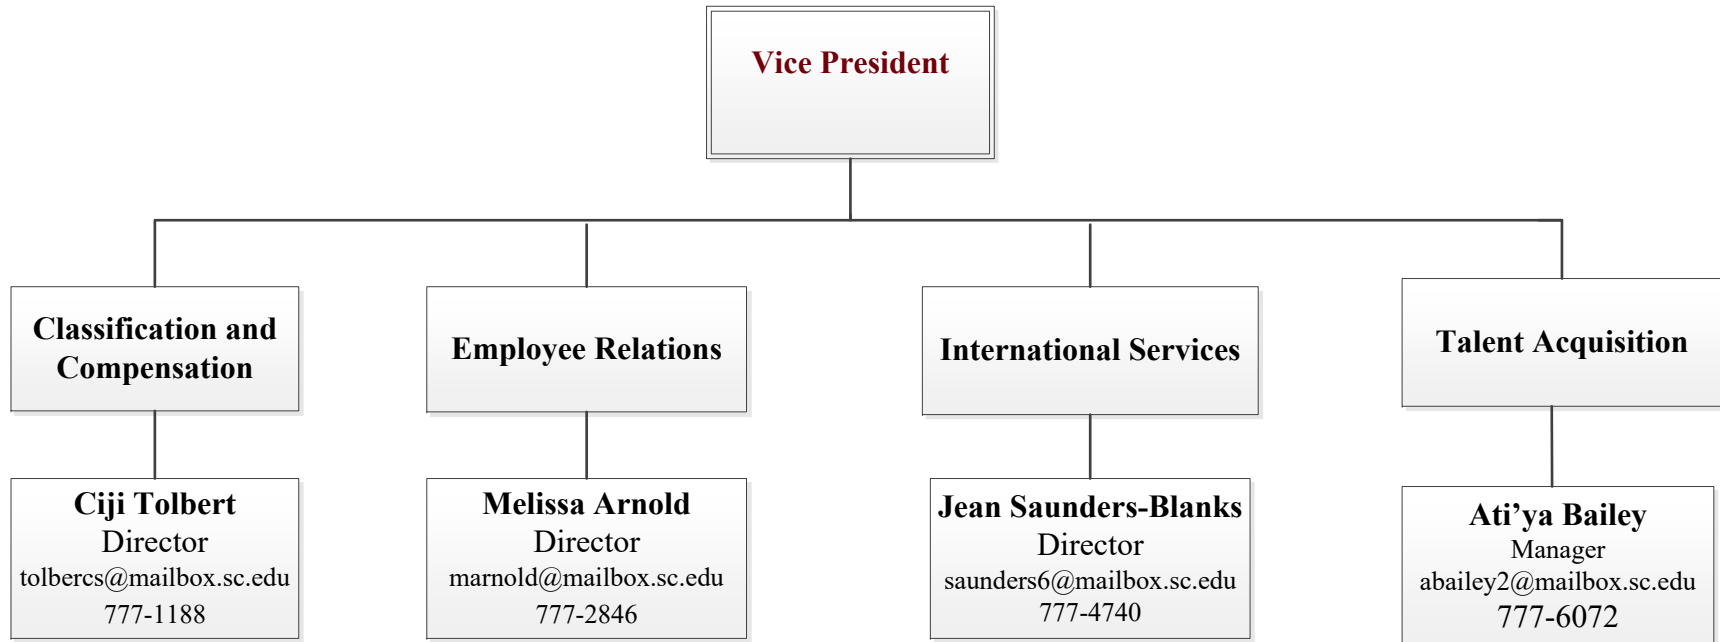 Vice President
Classification and
Compensation
Employee Relations
International Services
Talent Acquisition
Ciji Tolbert
Director
tolbercs@mailbox.sc.edu
777-1188
Melissa Arnold
Director
marnold@mailbox.sc.edu
777-2846
Jean Saunders-Blanks
Director
saunders6@mailbox.sc.edu
777-4740
Ati’ya Bailey
Manager
abailey2@mailbox.sc.edu
777-6072